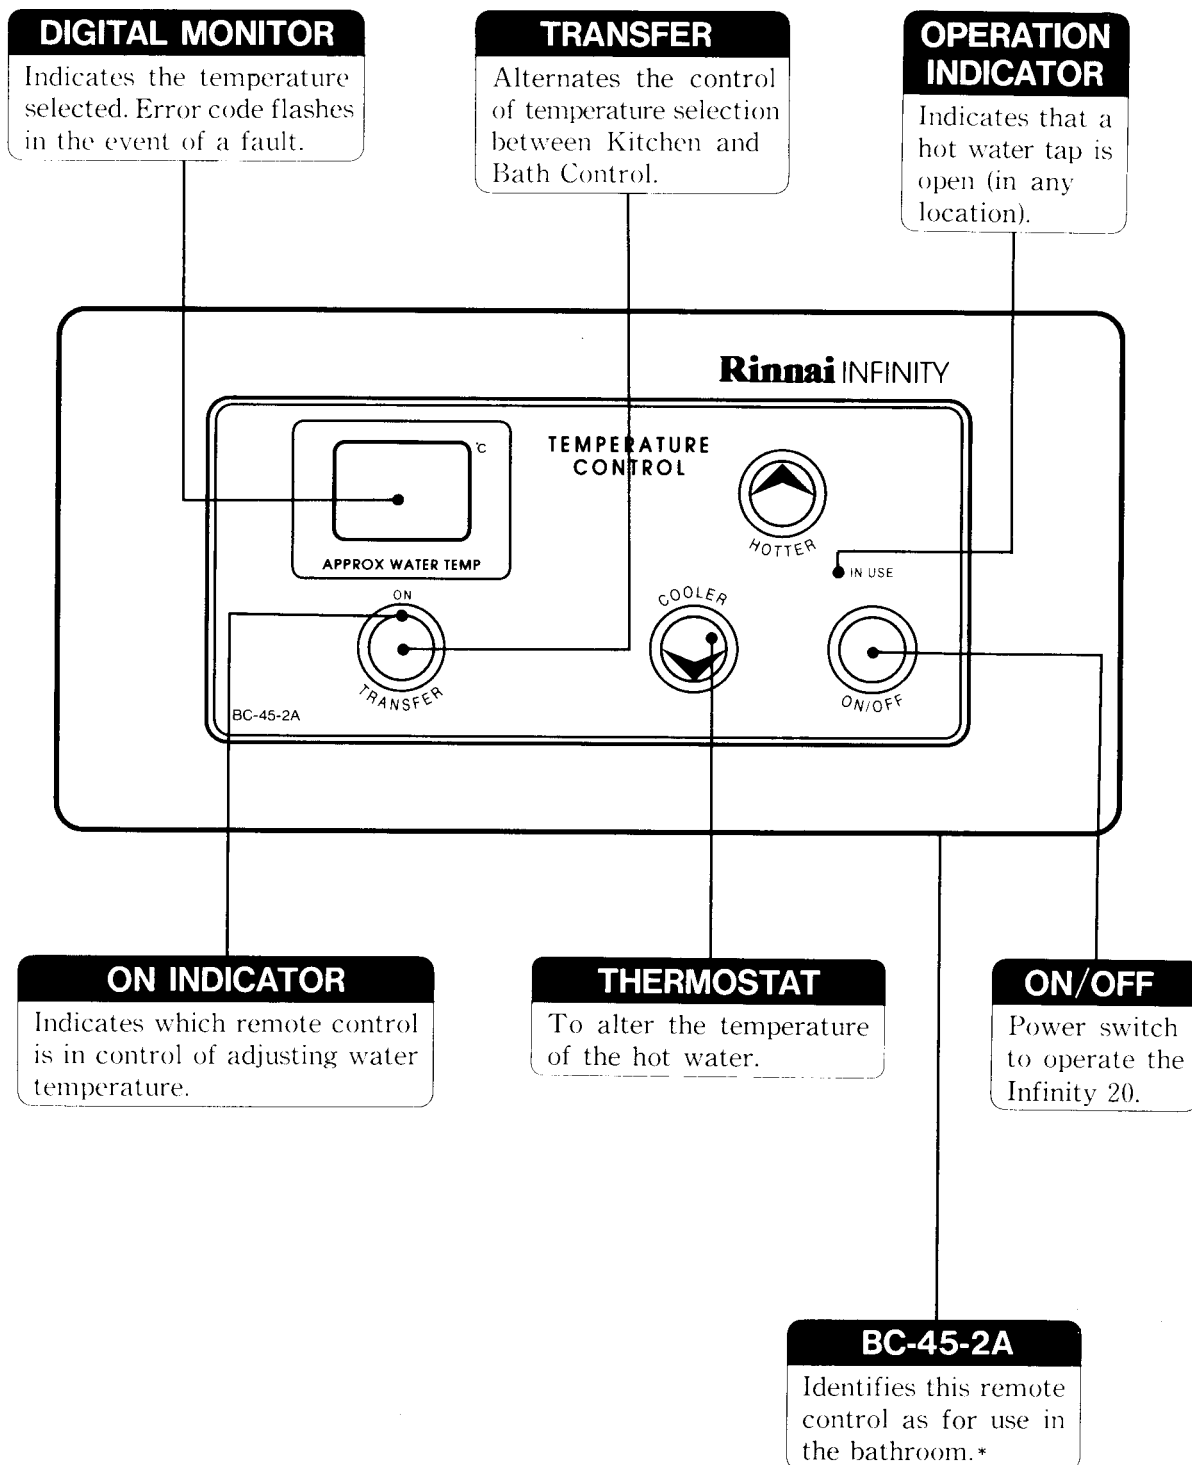 DIGITAL MONITOR
Indicates the temperature
selected. Error code flashes
in the event of a fault.
TRANSFER
Alternates the control
of temperature selection
between Kitchen and
Bath Control.
OPERATION
INDICATOR
Indicates that a
hot water tap is
open (in any
location).
Rinnai INFINITY
°C
TEMPERATURE
CONTROL
HOTTER
APPROX WATER TEMP
IN USE
ON
COOLER
TRANSFER
ON/OFF
BC-45-2A
ON INDICATOR
Indicates which remote control
is in control of adjusting water
temperature.
THERMOSTAT
To alter the temperature
of the hot water.
ON/OFF
Power switch
to operate the
Infinity 20.
BC-45-2A
Identifies this remote
control as for use in
the bathroom.*